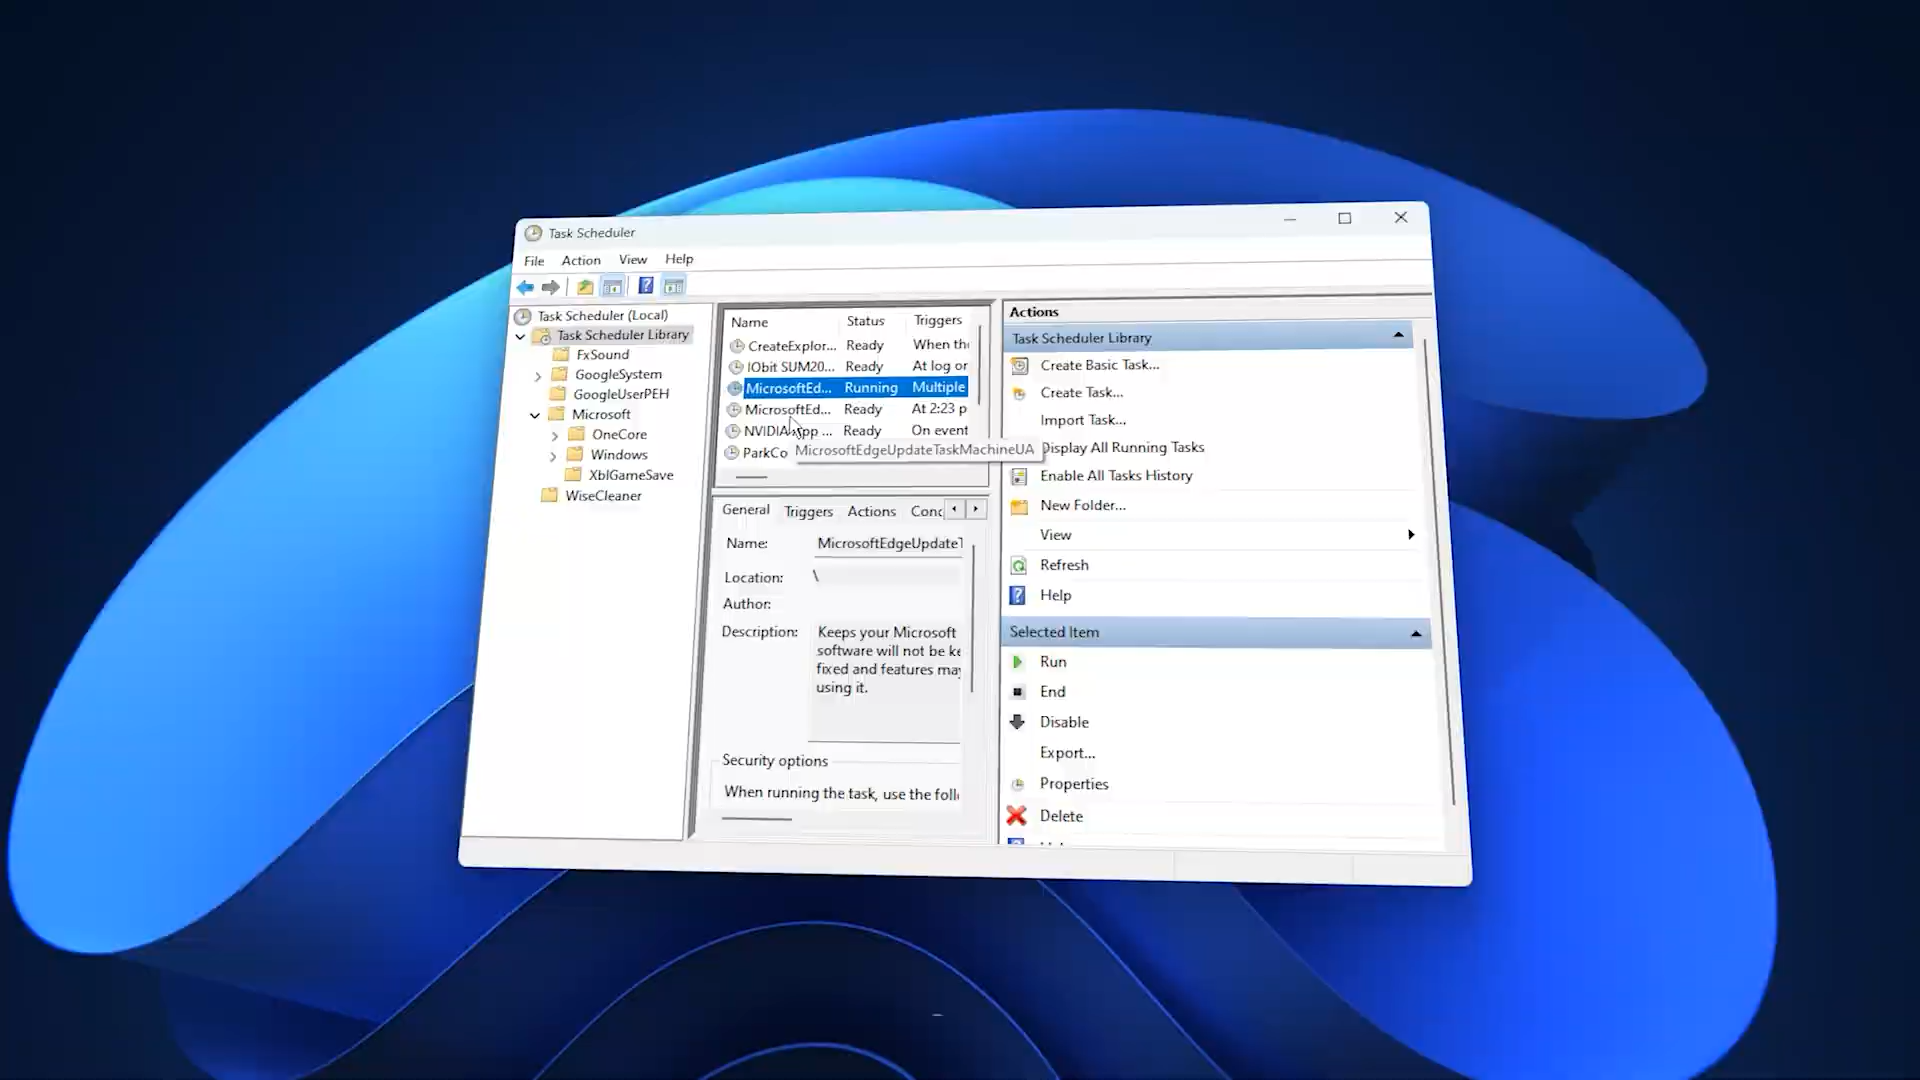 Task Scheduler
File Action View Help
Task Scheduler (Local)
Task Scheduler Library
FxSound
GoogleSystem
GoogleUserPEH
Microsoft
OneCore
Windows
XblGameSave
WiseCleaner
Name Status Triggers
CreateExplor... Ready When the
IObit SUM20... Ready At log or
MicrosoftEd... Running Multiple
MicrosoftEd... Ready At 2:23 p
NVIDIA App ... Ready On event
ParkCo
MicrosoftEdgeUpdateTaskMachineUA
General Triggers Actions Conc
Name: MicrosoftEdgeUpdateT
Location: \
Author:
Description: Keeps your Microsoft
software will not be ke
fixed and features may
using it.
Security options
When running the task, use the foll
Actions
Task Scheduler Library
Create Basic Task...
Create Task...
Import Task...
Display All Running Tasks
Enable All Tasks History
New Folder...
View
Refresh
Help
Selected Item
Run
End
Disable
Export...
Properties
Delete